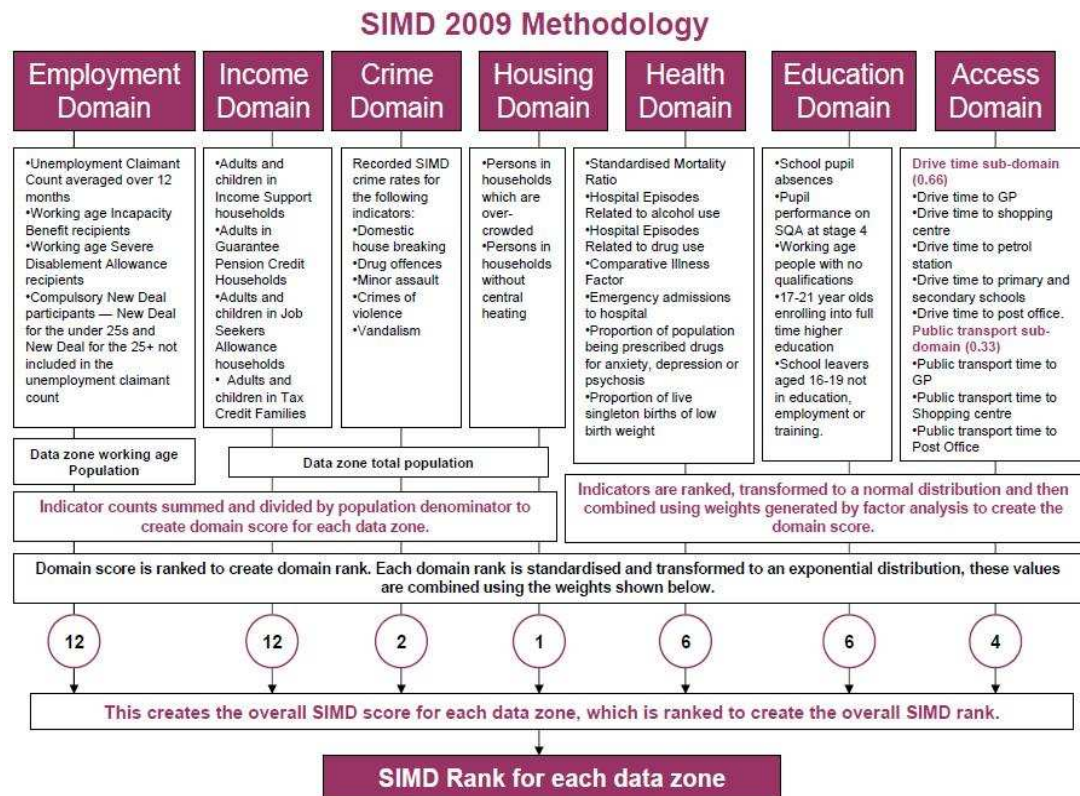 SIMD 2009 Methodology
Employment
Domain
Income
Domain
Crime
Domain
Housing
Domain
Health
Domain
Education
Domain
Access
Domain
•Unemployment Claimant
Count averaged over 12
months
•Working age Incapacity
Benefit recipients
•Working age Severe
Disablement Allowance
recipients
•Compulsory New Deal
participants — New Deal
for the under 25s and
New Deal for the 25+ not
included in the
unemployment claimant
count
•Adults and
children in
Income Support
households
•Adults in
Guarantee
Pension Credit
Households
•Adults and
children in Job
Seekers
Allowance
households
• Adults and
children in Tax
Credit Families
Recorded SIMD
crime rates for
the following
indicators:
•Domestic
house breaking
•Drug offences
•Minor assault
•Crimes of
violence
•Vandalism
•Persons in
households
which are
over-
crowded
•Persons in
households
without
central
heating
•Standardised Mortality
Ratio
•Hospital Episodes
Related to alcohol use
•Hospital Episodes
Related to drug use
•Comparative Illness
Factor
•Emergency admissions
to hospital
•Proportion of population
being prescribed drugs
for anxiety, depression or
psychosis
•Proportion of live
singleton births of low
birth weight
•School pupil
absences
•Pupil
performance on
SQA at stage 4
•Working age
people with no
qualifications
•17-21 year olds
enrolling into full
time higher
education
•School leavers
aged 16-19 not
in education,
employment or
training.
Drive time sub-domain
(0.66)
•Drive time to GP
•Drive time to shopping
centre
•Drive time to petrol
station
•Drive time to primary and
secondary schools
•Drive time to post office.
Public transport sub-
domain (0.33)
•Public transport time to
GP
•Public transport time to
Shopping centre
•Public transport time to
Post Office
Data zone working age
Population
Data zone total population
Indicator counts summed and divided by population denominator to
create domain score for each data zone.
Indicators are ranked, transformed to a normal distribution and then
combined using weights generated by factor analysis to create the
domain score.
Domain score is ranked to create domain rank. Each domain rank is standardised and transformed to an exponential distribution, these values
are combined using the weights shown below.
12
12
2
1
6
6
4
This creates the overall SIMD score for each data zone, which is ranked to create the overall SIMD rank.
SIMD Rank for each data zone